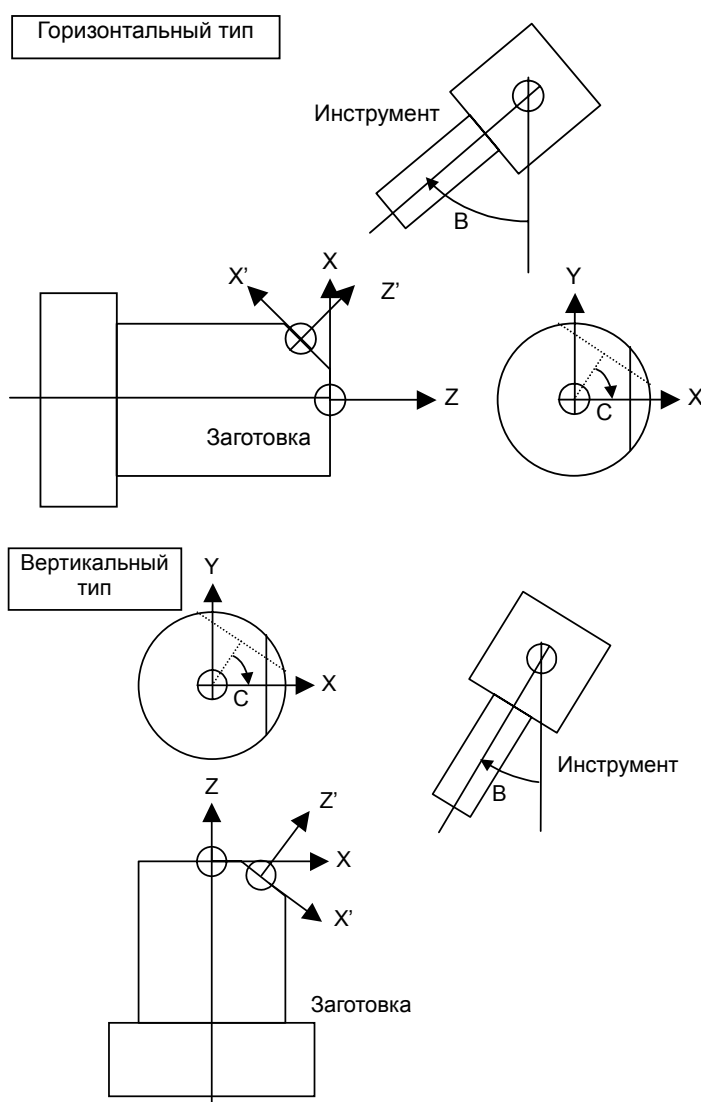 Горизонтальный тип
Инструмент
B
X
X’
Z’
Y
Z
X
C
Заготовка
Вертикальный
тип
Y
X
C
Инструмент
B
Z
Z’
X
X’
Заготовка